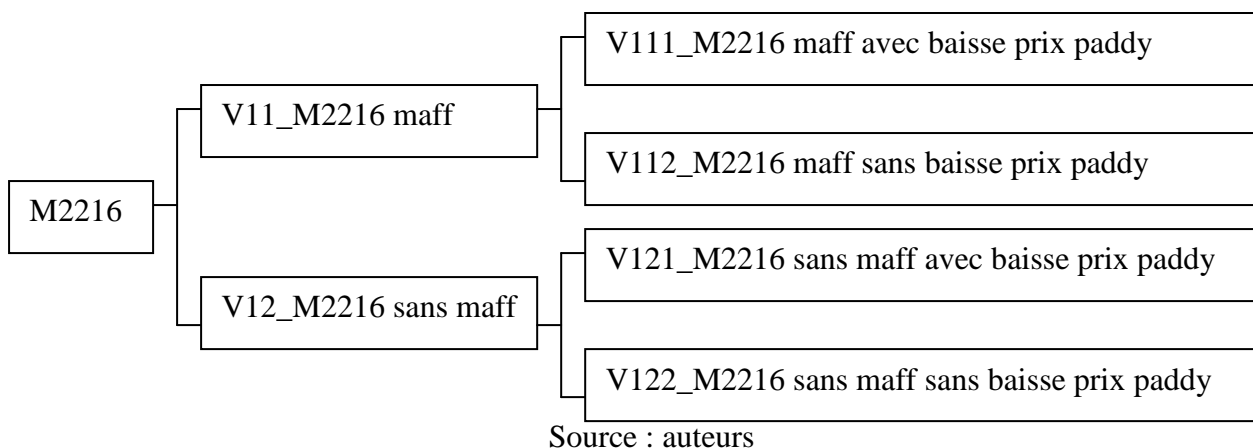 V111_M2216 maff avec baisse prix paddy
V11_M2216 maff
V112_M2216 maff sans baisse prix paddy
M2216
V121_M2216 sans maff avec baisse prix paddy
V12_M2216 sans maff
V122_M2216 sans maff sans baisse prix paddy
Source : auteurs